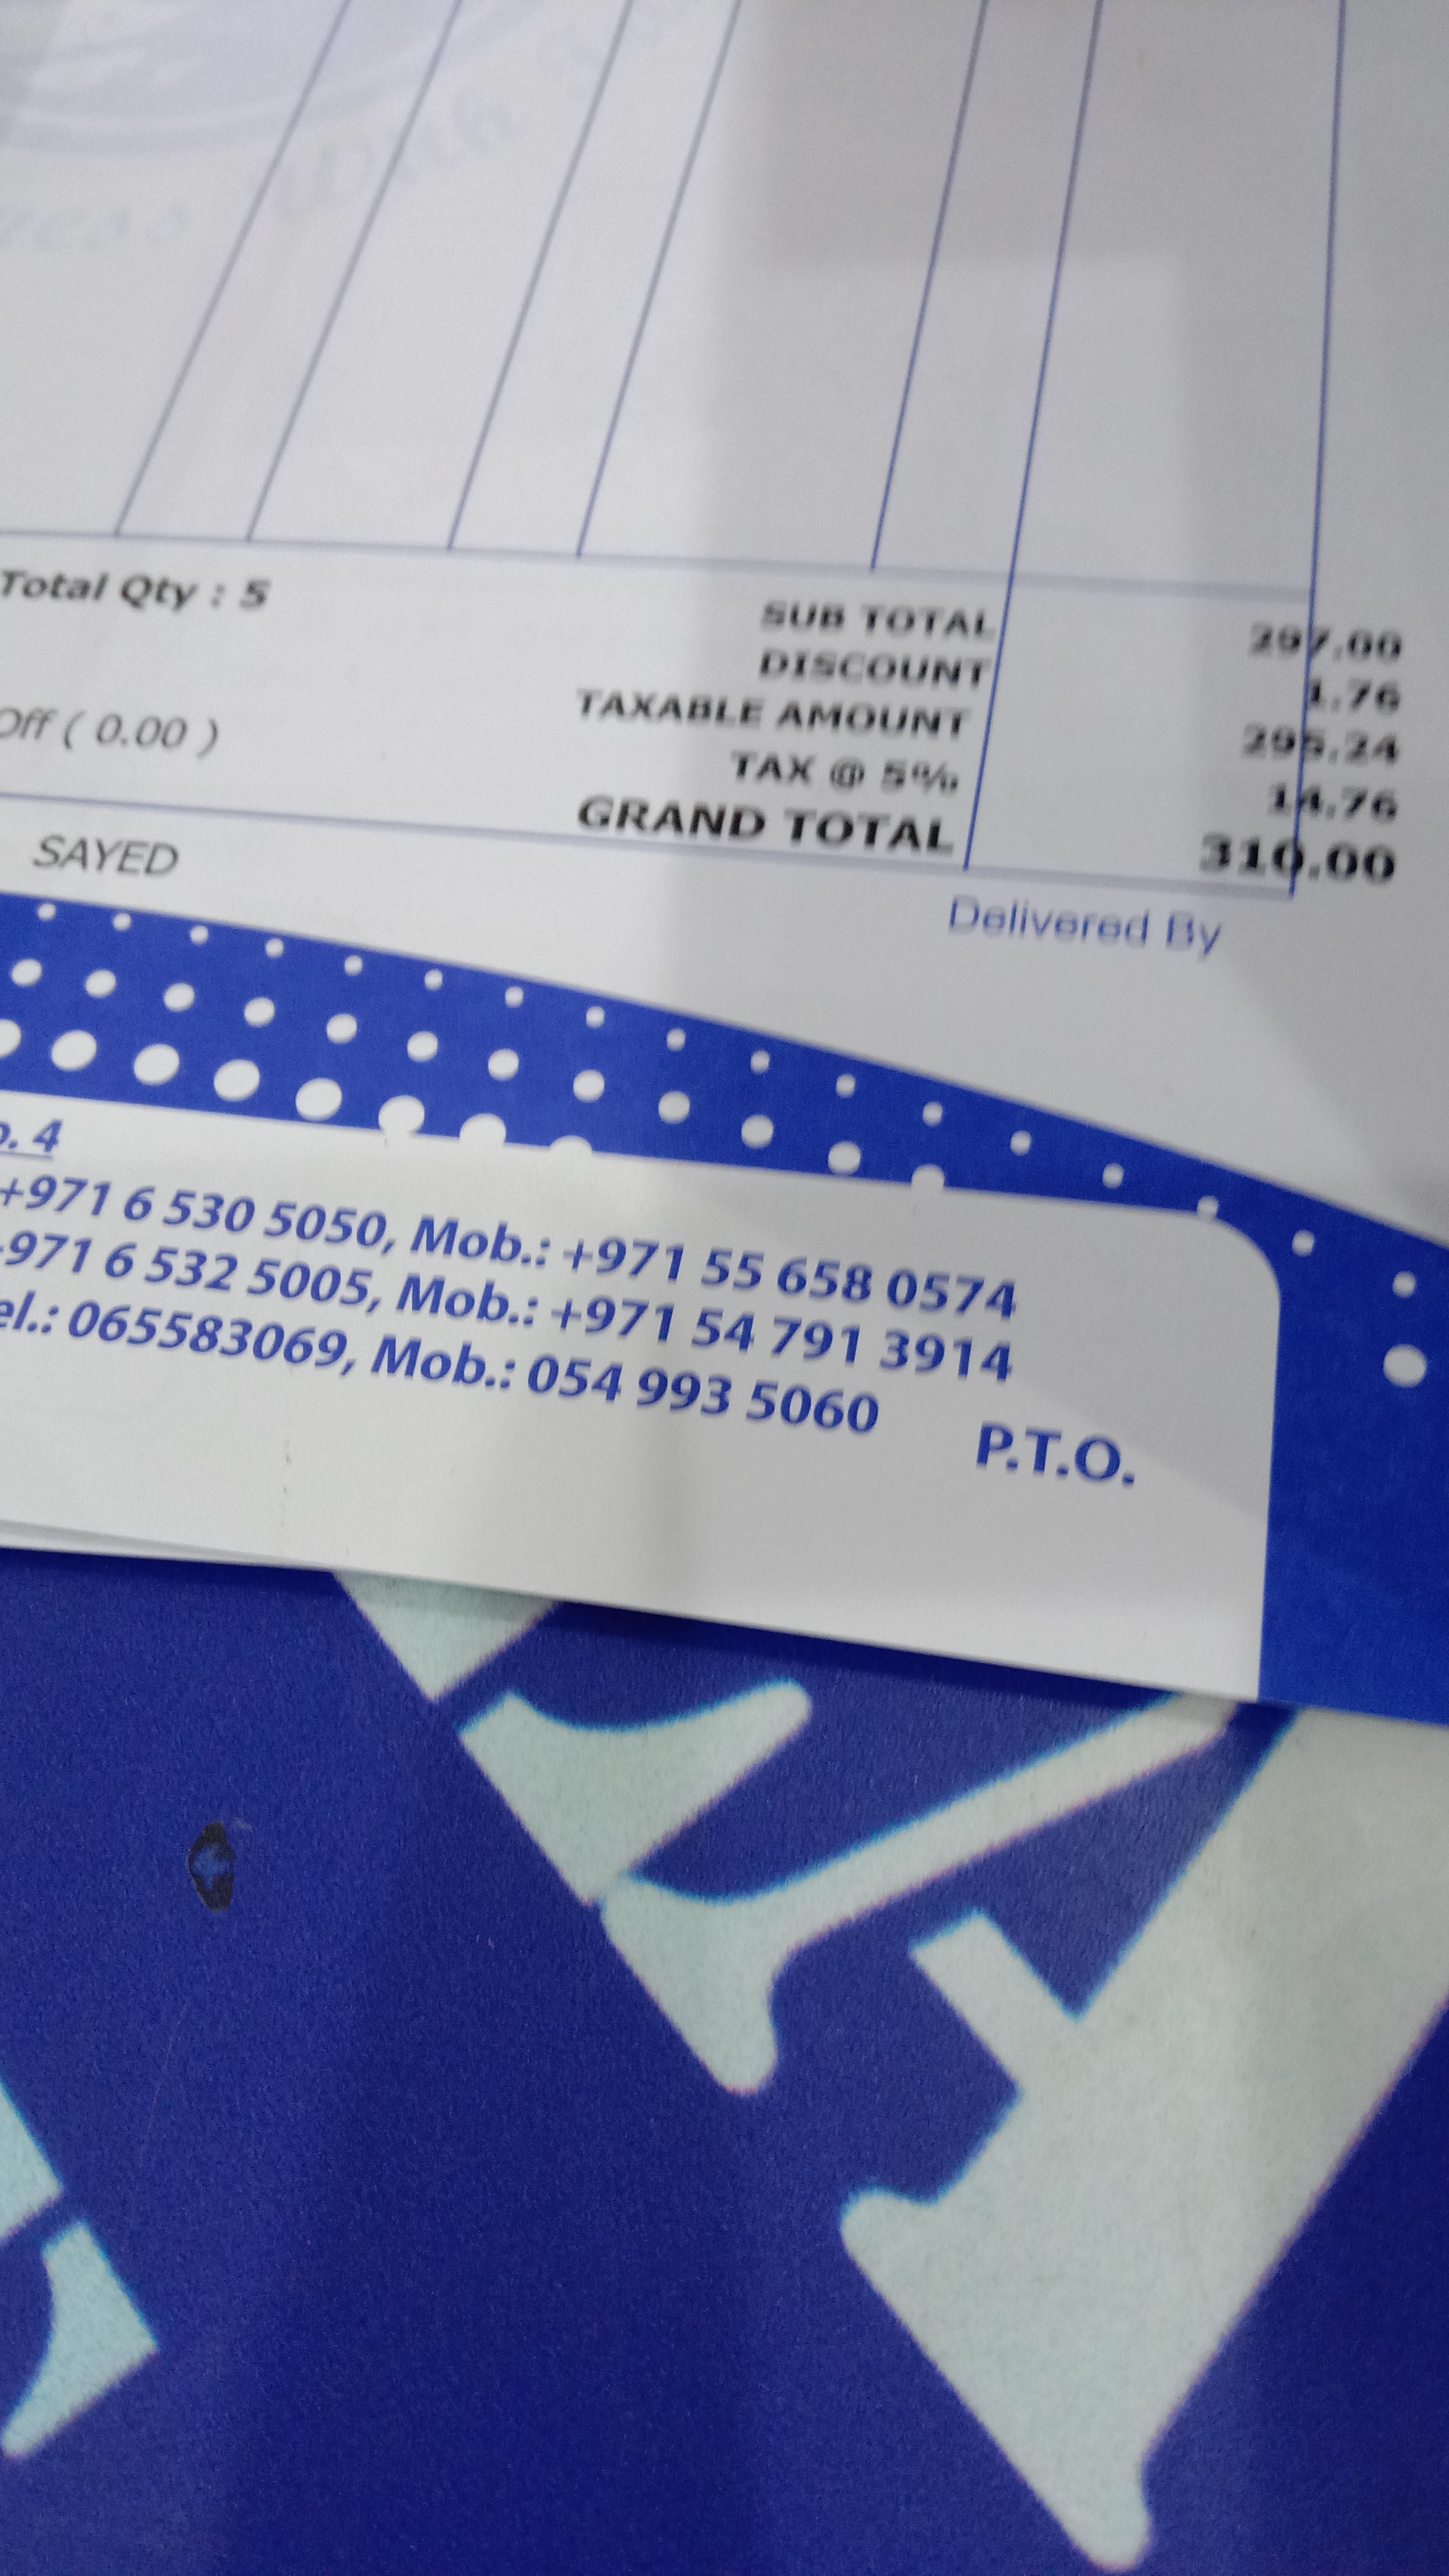 Total Qty : 5
SUB TOTAL 297.00
DISCOUNT 1.76
TAXABLE AMOUNT 295.24
Off ( 0.00 )
TAX @ 5% 14.76
GRAND TOTAL 310.00
SAYED
Delivered By
. 4
+971 6 530 5050, Mob.: +971 55 658 0574
971 6 532 5005, Mob.: +971 54 791 3914
el.: 065583069, Mob.: 054 993 5060
P.T.O.